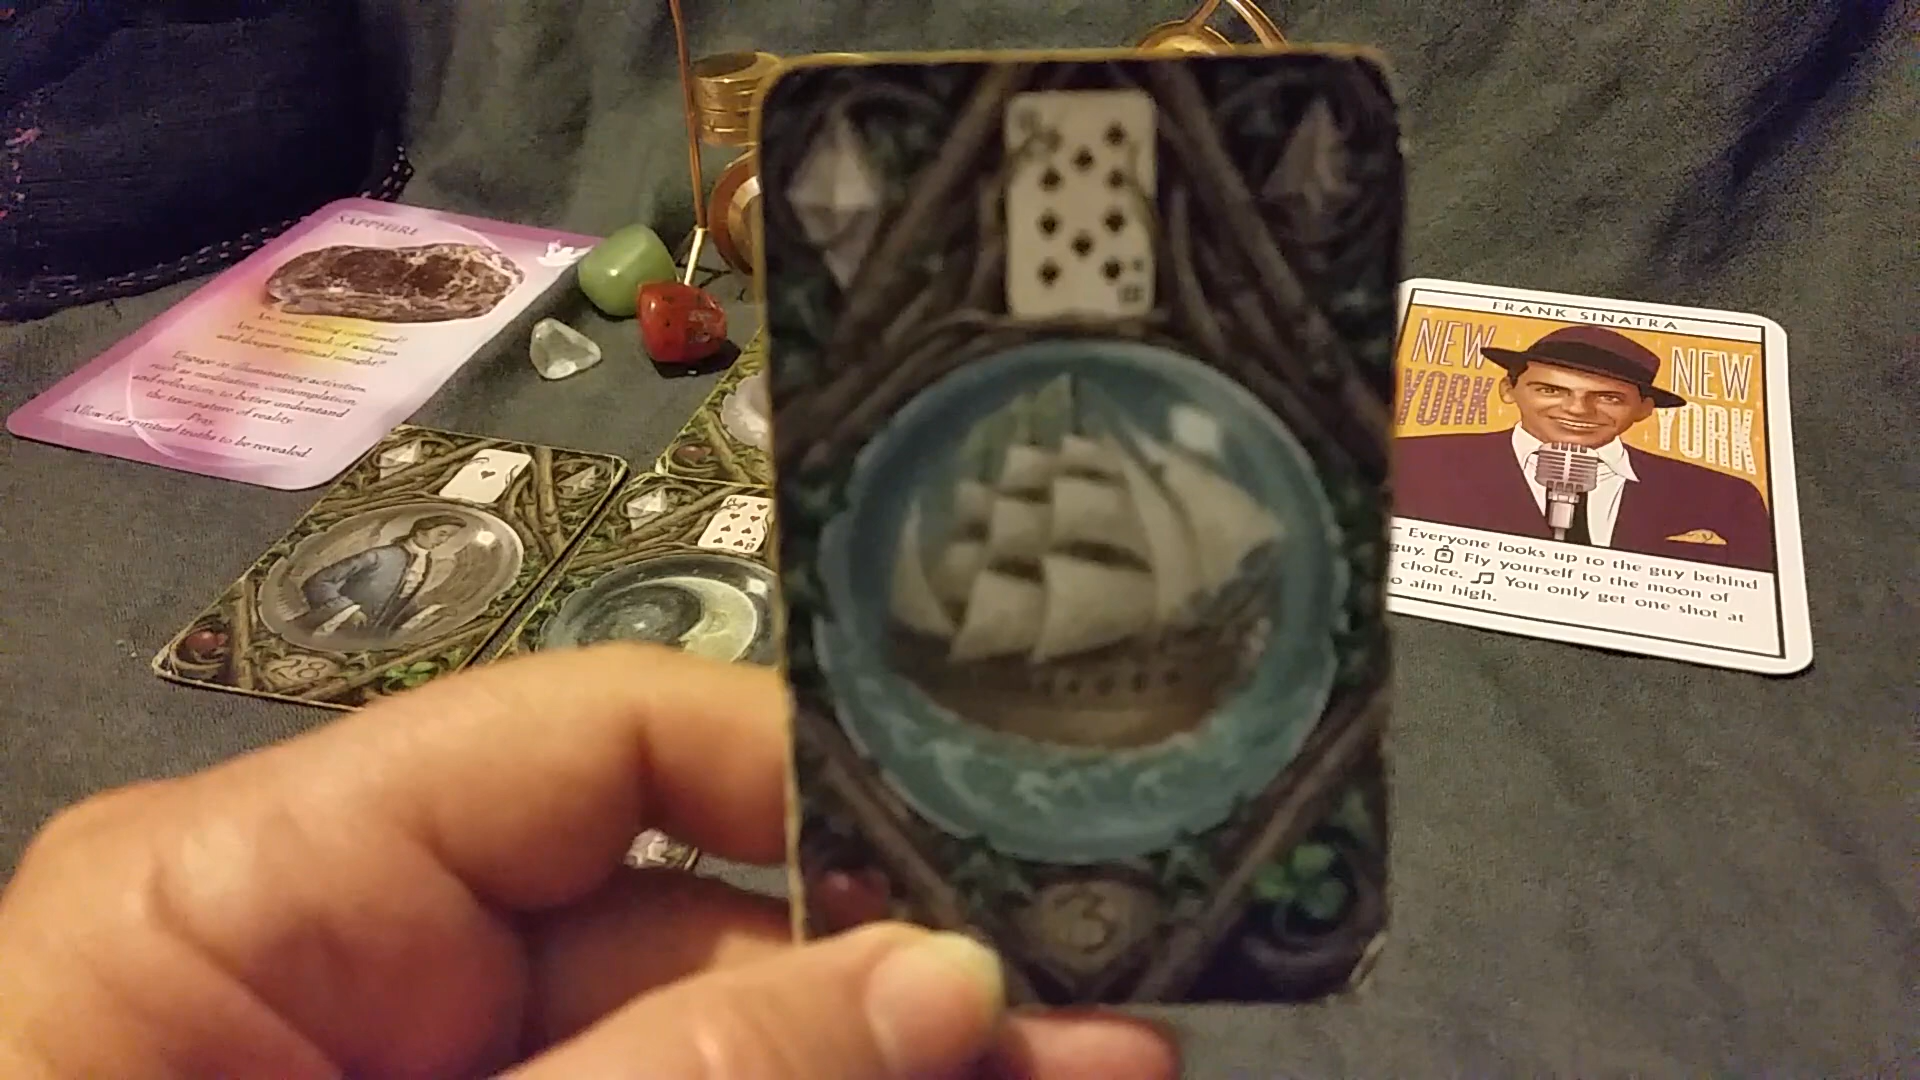 SAPPHIRE
Are you feeling confused?
Are you in search of wisdom
and deeper spiritual insight?
Engage in illuminating activities
such as meditation, contemplation,
and reflection, to better understand
the true nature of reality.
Pray.
Allow for spiritual truths to be revealed.
28
8
3
FRANK SINATRA
NEW YORK
NEW YORK
Everyone looks up to the guy behind
guy. Fly yourself to the moon of
choice. You only get one shot at
o aim high.